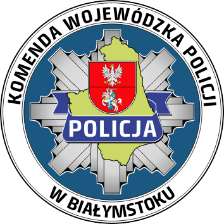 KOMENDA WOJEWÓDZKA POLICJI
POLICJA
W BIAŁYMSTOKU